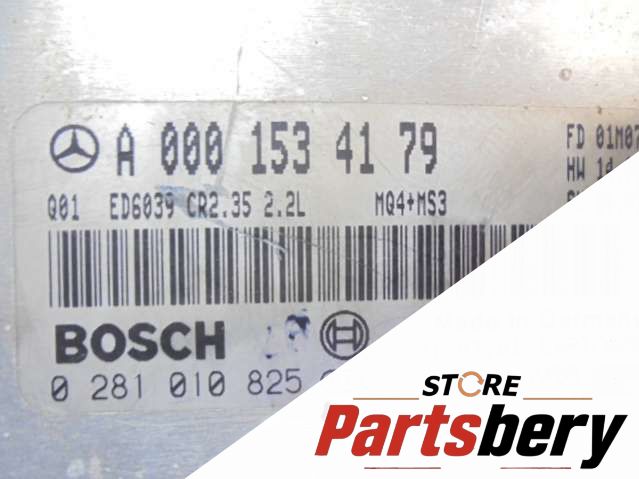 A 000 153 41 79
FD 01M07
HW
Q01 ED6039 CR2.35 2.2L MQ4+MS3
BOSCH
0 281 010 825
STORE
Partsbery